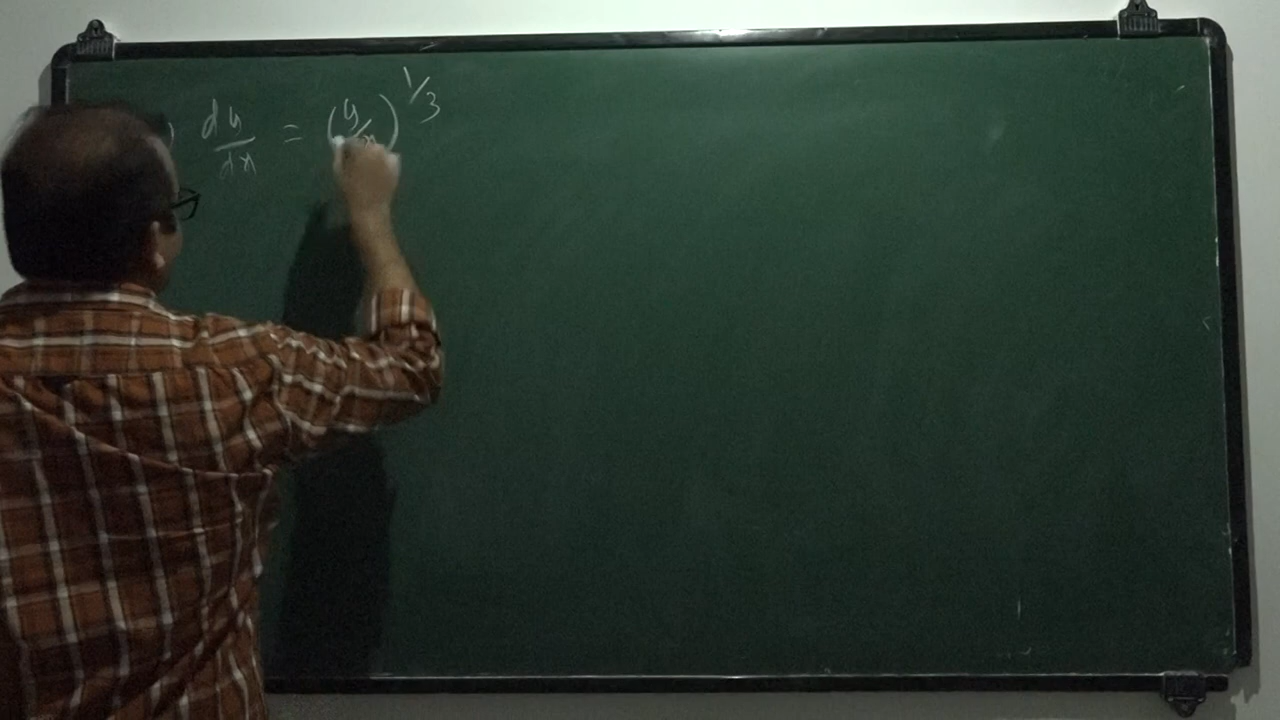 ) dy/dx = (y/x)^1/3